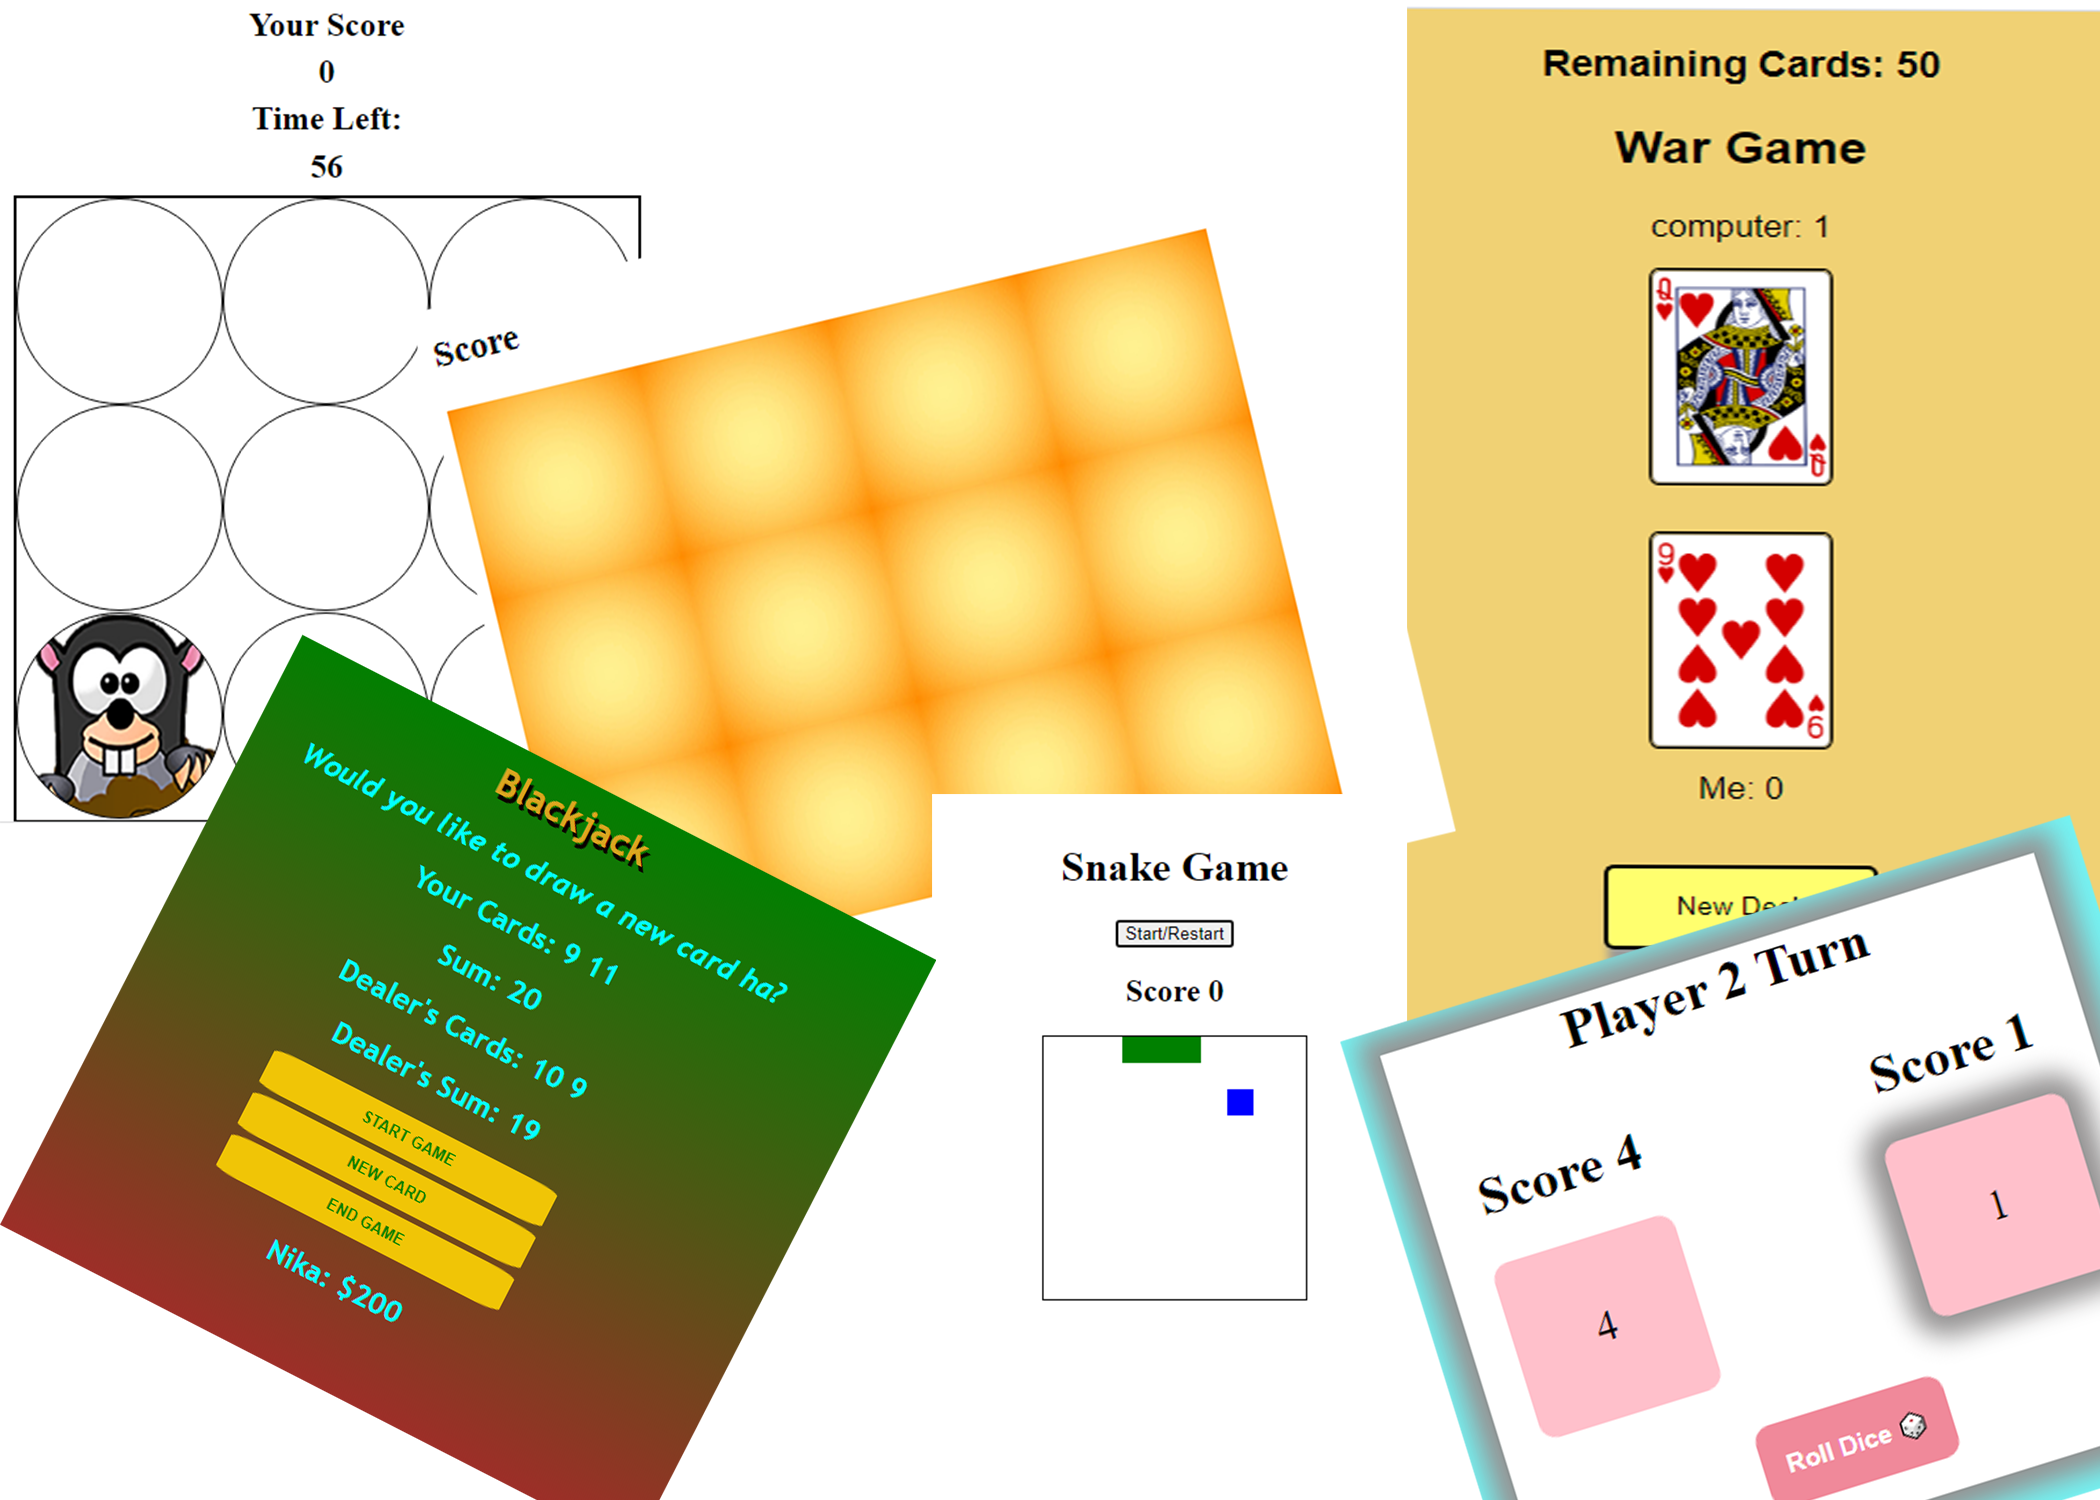 Your Score
0
Time Left:
56
Score
Remaining Cards: 50
War Game
computer: 1
Q
Q
9
9
Me: 0
New
Blackjack
Would you like to draw a new card ha?
Your Cards: 9 11
Sum: 20
Dealer's Cards: 10 9
Dealer's Sum: 19
START GAME
NEW CARD
END GAME
Nika: $200
Snake Game
Start/Restart
Score 0
Player 2 Turn
Score 1
1
Score 4
4
Roll Dice